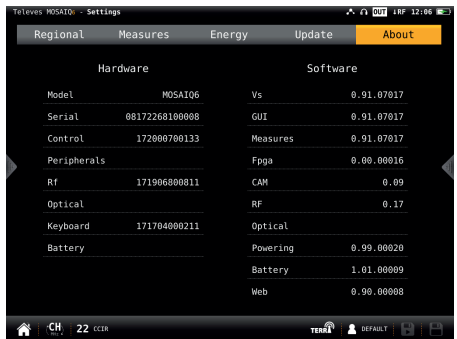 Televes MOSAIQ6 - Settings
OUT ↓RF 12:06
Regional Measures Energy Update About
Hardware
Model MOSAIQ6
Serial 08172268100008
Control 172000700133
Peripherals
Rf 171906800811
Optical
Keyboard 171704000211
Battery
Software
Vs 0.91.07017
GUI 0.91.07017
Measures 0.91.07017
Fpga 0.00.00016
CAM 0.09
RF 0.17
Optical
Powering 0.99.00020
Battery 1.01.00009
Web 0.90.00008
CH 22 CCIR TERR DEFAULT